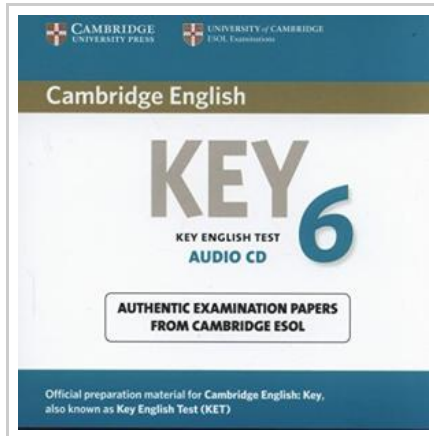 CAMBRIDGE
UNIVERSITY PRESS
UNIVERSITY of CAMBRIDGE
ESOL Examinations
Cambridge English
KEY 6
KEY ENGLISH TEST
AUDIO CD
AUTHENTIC EXAMINATION PAPERS
FROM CAMBRIDGE ESOL
Official preparation material for Cambridge English: Key,
also known as Key English Test (KET)